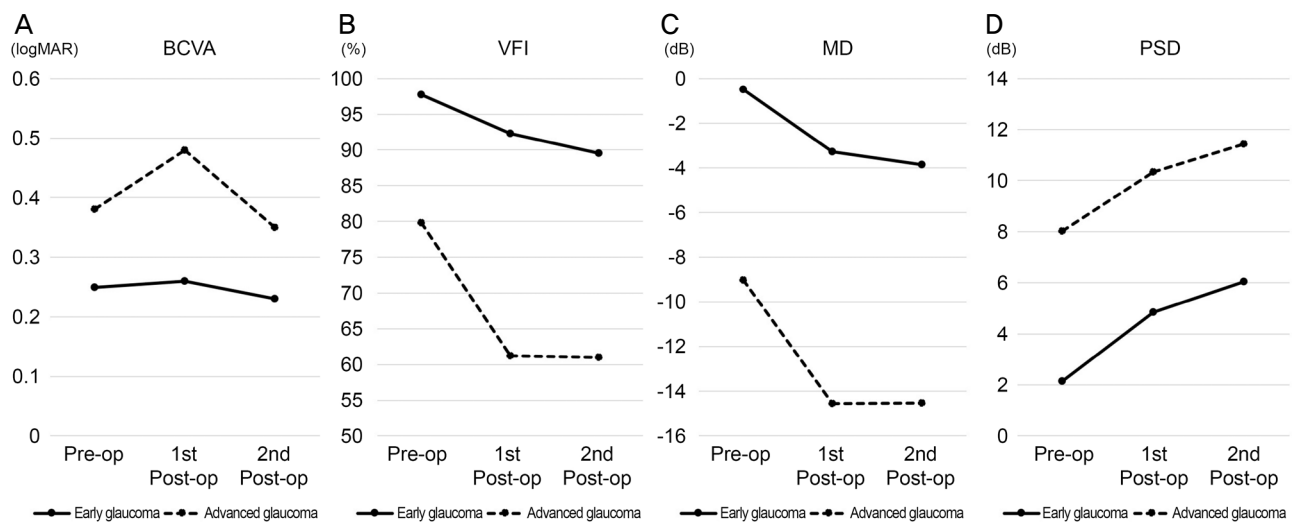 A
(logMAR)
BCVA
0.6
0.5
0.4
0.3
0.2
0.1
0
Pre-op
1st
Post-op
2nd
Post-op
Early glaucoma
Advanced glaucoma
B
(%)
VFI
100
95
90
85
80
75
70
65
60
55
50
Pre-op
1st
Post-op
2nd
Post-op
Early glaucoma
Advanced glaucoma
C
(dB)
MD
0
-2
-4
-6
-8
-10
-12
-14
-16
Pre-op
1st
Post-op
2nd
Post-op
Early glaucoma
Advanced glaucoma
D
(dB)
PSD
14
12
10
8
6
4
2
0
Pre-op
1st
Post-op
2nd
Post-op
Early glaucoma
Advanced glaucoma